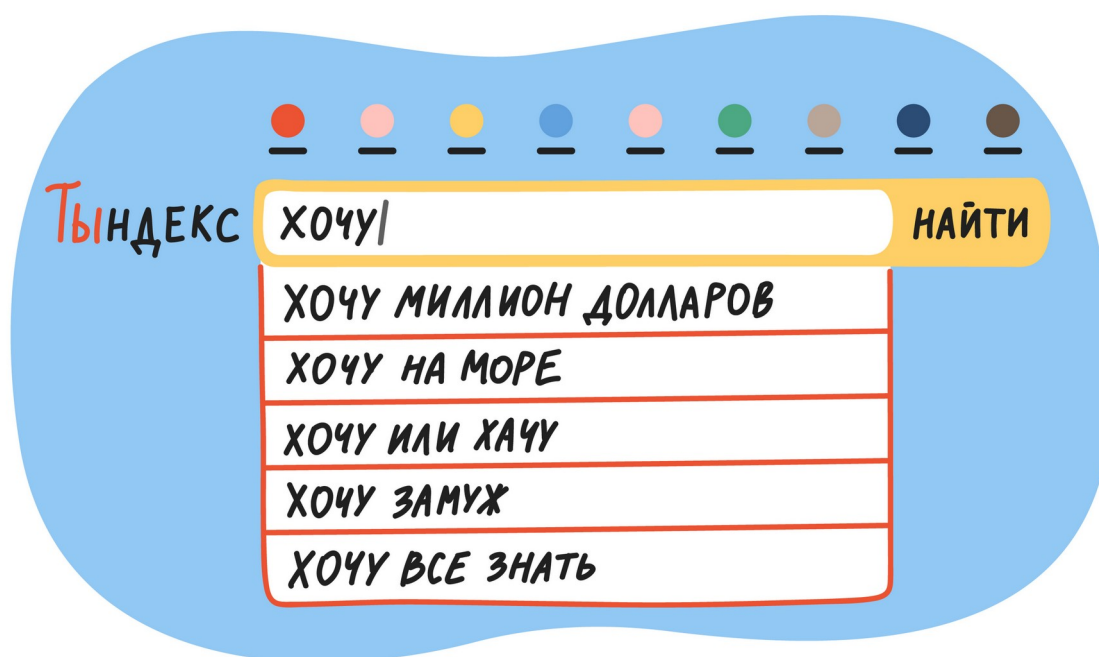 ТЫНДЕКС ХОЧУ НАЙТИ
ХОЧУ МИЛЛИОН ДОЛЛАРОВ
ХОЧУ НА МОРЕ
ХОЧУ ИЛИ ХАЧУ
ХОЧУ ЗАМУЖ
ХОЧУ ВСЕ ЗНАТЬ